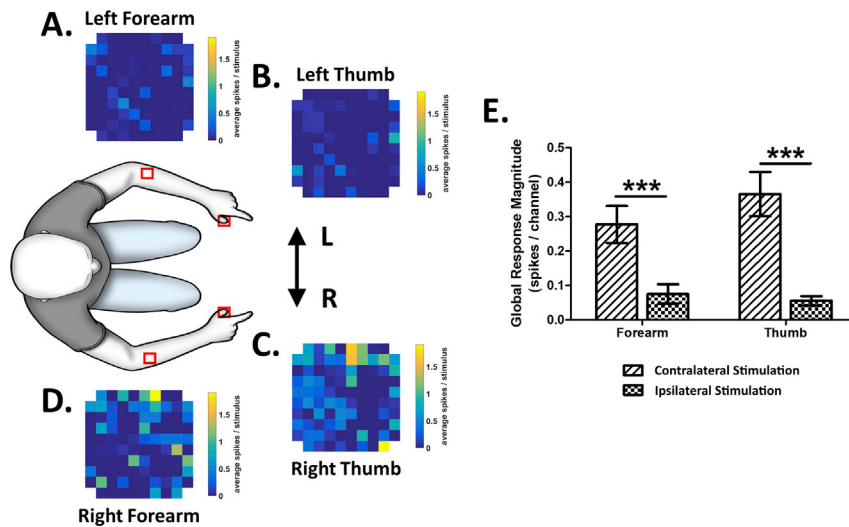 A.
Left Forearm
1.5
1
0.5
0
average spikes / stimulus
B.
Left Thumb
1.5
1
0.5
0
average spikes / stimulus
L
R
C.
1.5
1
0.5
0
average spikes / stimulus
Right Thumb
D.
1.5
1
0.5
0
average spikes / stimulus
Right Forearm
E.
Global Response Magnitude
(spikes / channel)
0.5
0.4
0.3
0.2
0.1
0.0
***
***
Forearm
Thumb
Contralateral Stimulation
Ipsilateral Stimulation